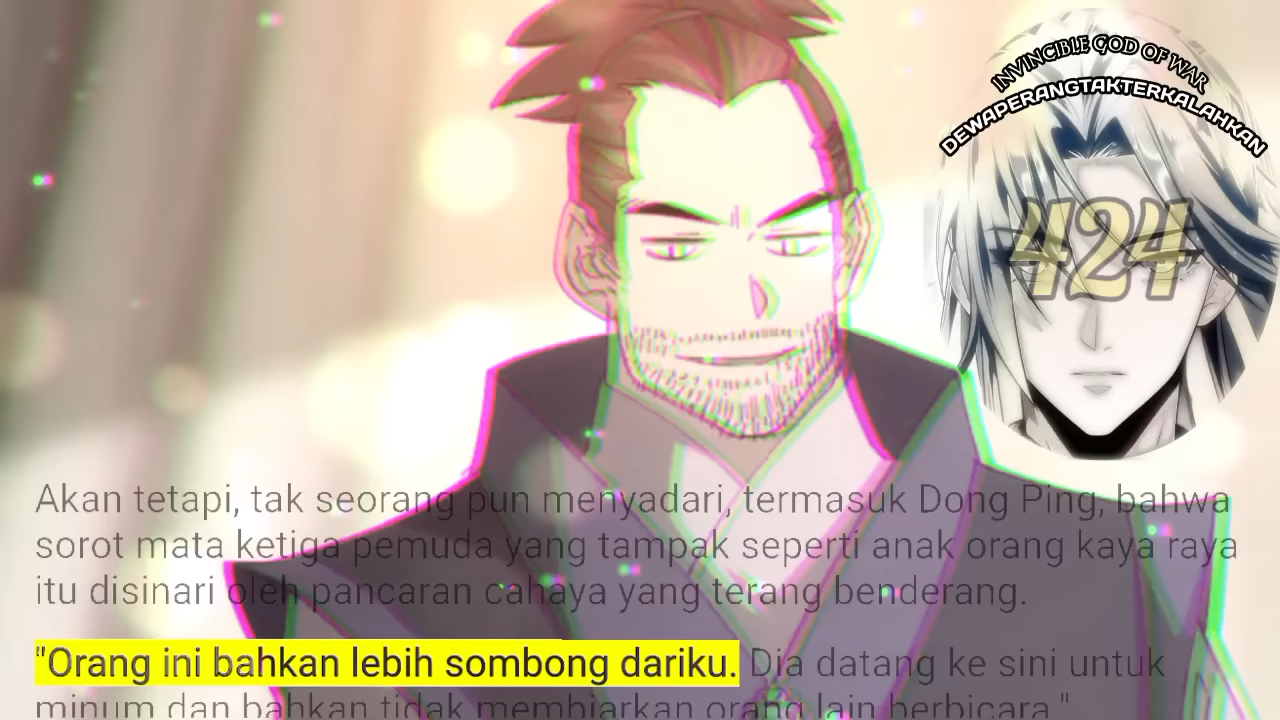 INVINCIBLE GOD OF WAR
DEWAPERANGTAKTERKALAHKAN
424
Akan tetapi, tak seorang pun menyadari, termasuk Dong Ping, bahwa
sorot mata ketiga pemuda yang tampak seperti anak orang kaya raya
itu disinari oleh pancaran cahaya yang terang benderang.
"Orang ini bahkan lebih sombong dariku. Dia datang ke sini untuk
minum dan bahkan tidak membiarkan orang lain berbicara."